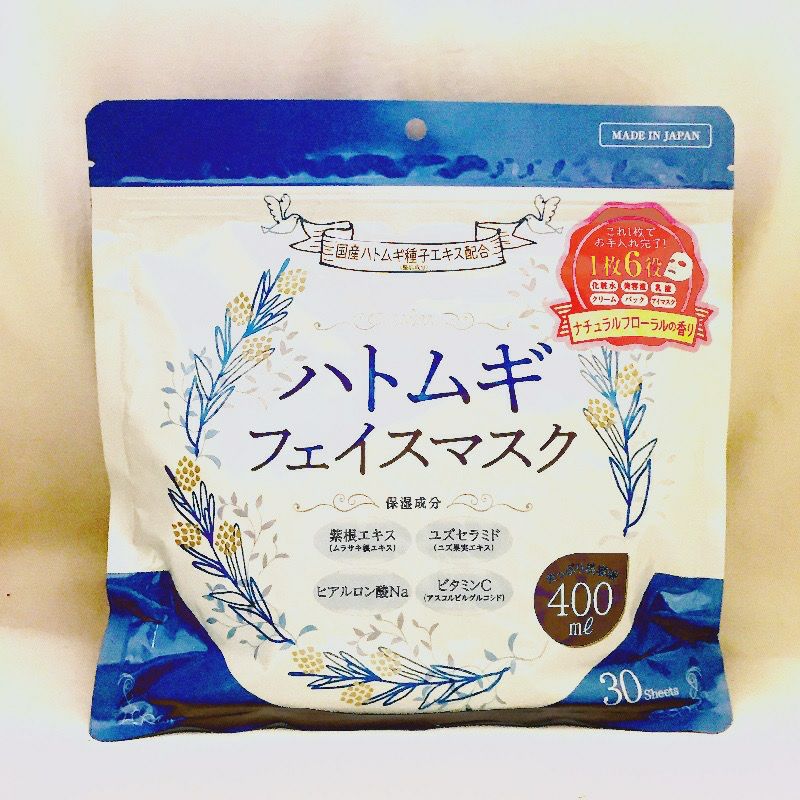 MADE IN JAPAN
国産ハトムギ種子エキス配合
これ1枚で
お手入れ完了!
1枚6役
化粧水 美容液 乳液
クリーム パック アイマスク
ナチュラルフローラルの香り
ハトムギ
フェイスマスク
保湿成分
紫根エキス
(ムラサキ根エキス)
ユズセラミド
(ユズ果実エキス)
ヒアルロン酸Na
ビタミンC
(アスコルビルグルコシド)
400
ml
30 Sheets